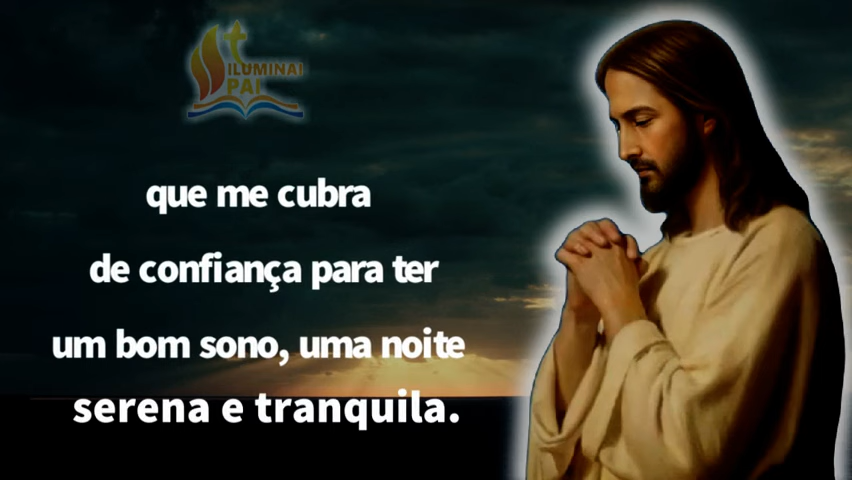 ILUMINAI
PAI
que me cubra
de confiança para ter
um bom sono, uma noite
serena e tranquila.